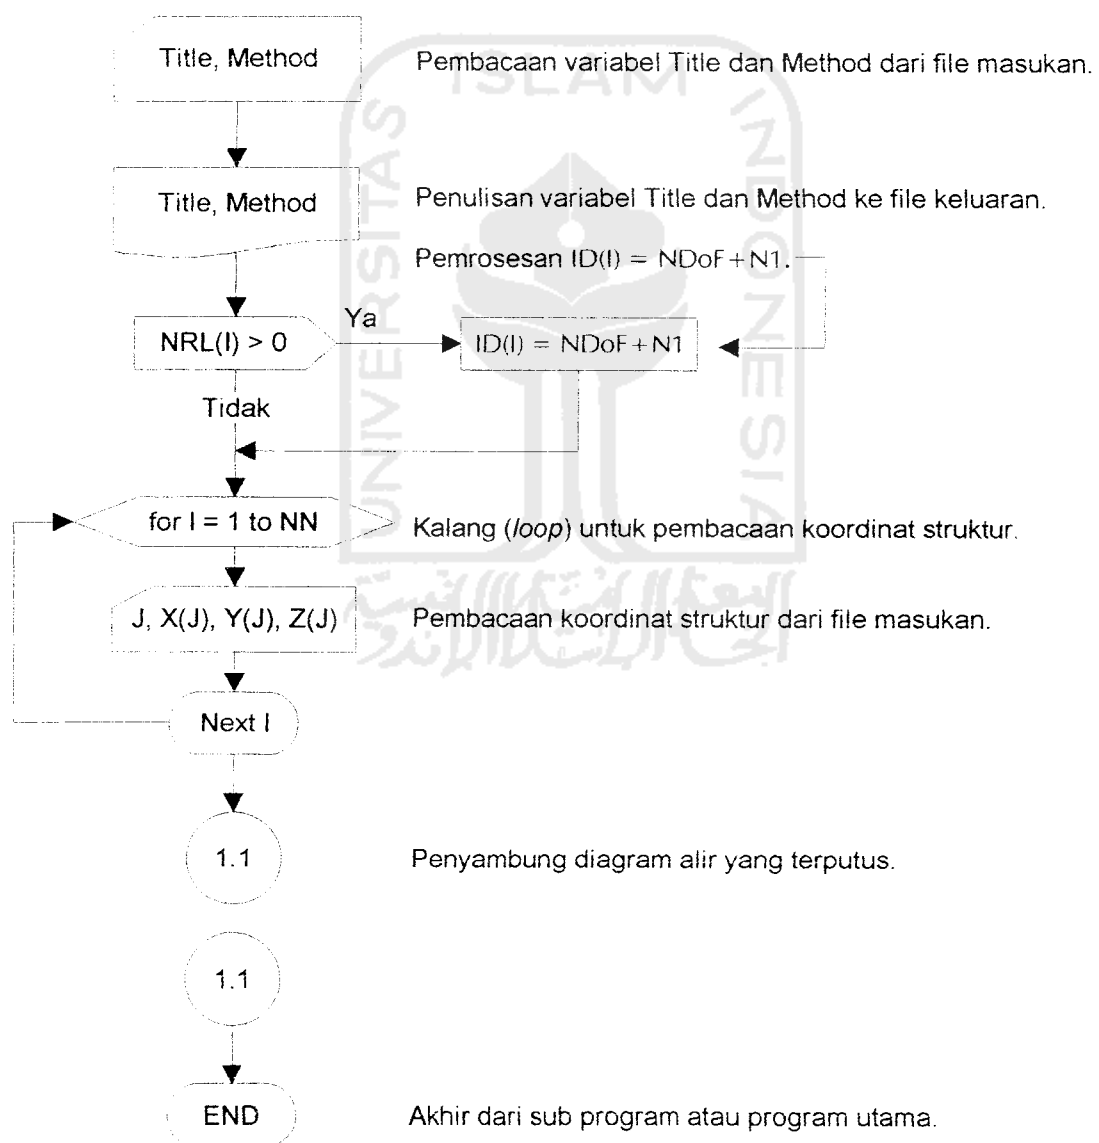 Title, Method
Pembacaan variabel Title dan Method dari file masukan.
Title, Method
Penulisan variabel Title dan Method ke file keluaran.
Pemrosesan ID(I) = NDoF+N1.
NRL(I) > 0
Ya
ID(I) = NDoF+N1
Tidak
for I = 1 to NN
Kalang (loop) untuk pembacaan koordinat struktur.
J, X(J), Y(J), Z(J)
Pembacaan koordinat struktur dari file masukan.
Next I
1.1
Penyambung diagram alir yang terputus.
1.1
END
Akhir dari sub program atau program utama.
UNIVERSITAS
ISLAM
INDONESIA